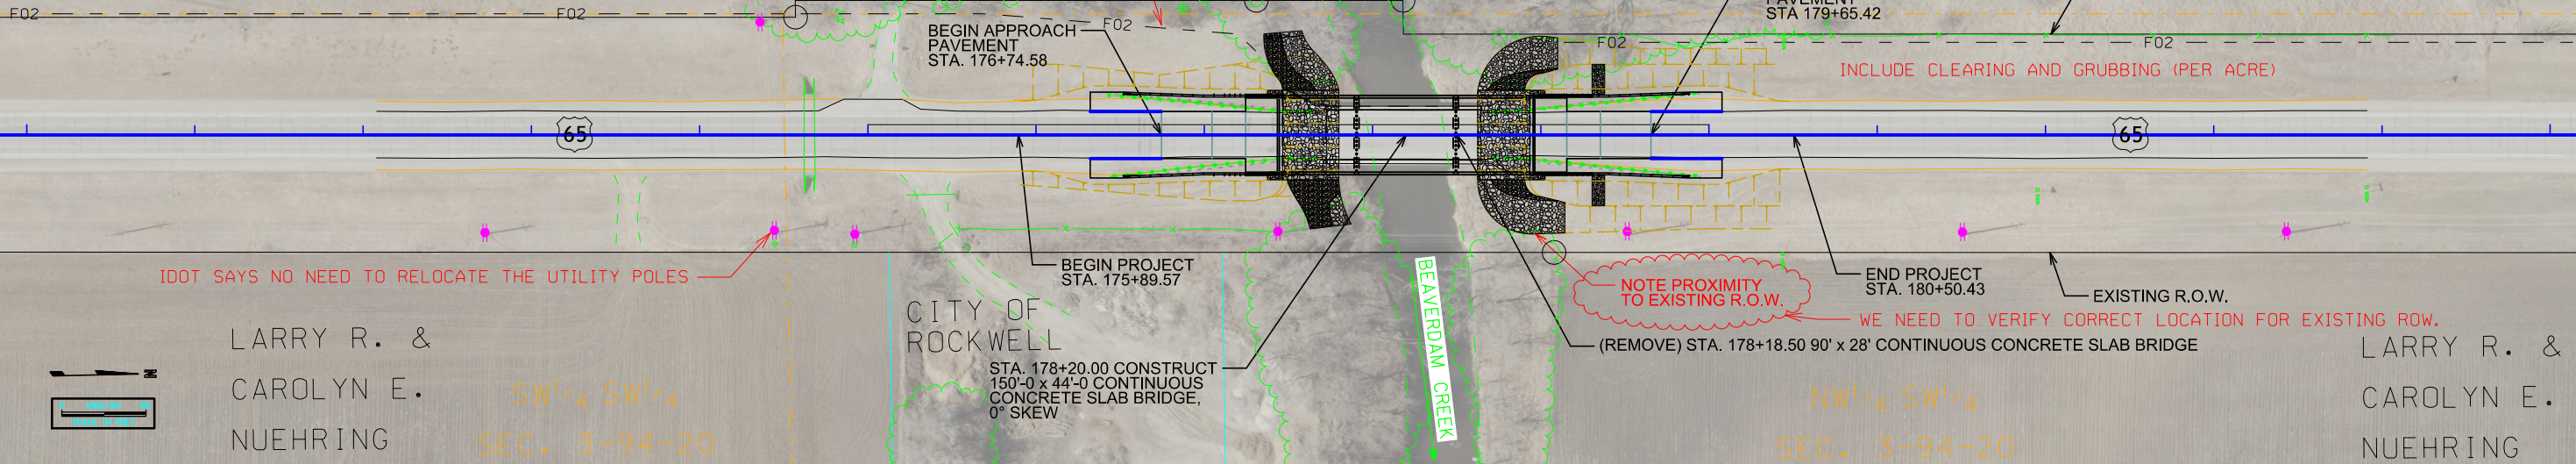 F02
F02
F02
F02
F02
BEGIN APPROACH
PAVEMENT
STA. 176+74.58
PAVEMENT
STA 179+65.42
INCLUDE CLEARING AND GRUBBING (PER ACRE)
65
65
IDOT SAYS NO NEED TO RELOCATE THE UTILITY POLES
BEGIN PROJECT
STA. 175+89.57
NOTE PROXIMITY
TO EXISTING R.O.W.
END PROJECT
STA. 180+50.43
EXISTING R.O.W.
WE NEED TO VERIFY CORRECT LOCATION FOR EXISTING ROW.
(REMOVE) STA. 178+18.50 90' x 28' CONTINUOUS CONCRETE SLAB BRIDGE
CITY OF
ROCKWELL
STA. 178+20.00 CONSTRUCT
150'-0 x 44'-0 CONTINUOUS
CONCRETE SLAB BRIDGE,
0° SKEW
BEAVERDAM CREEK
LARRY R. &
CAROLYN E.
NUEHRING
SW1/4 SW1/4
SEC. 3-94-20
NW1/4 SW1/4
SEC. 3-94-20
LARRY R. &
CAROLYN E.
NUEHRING
N